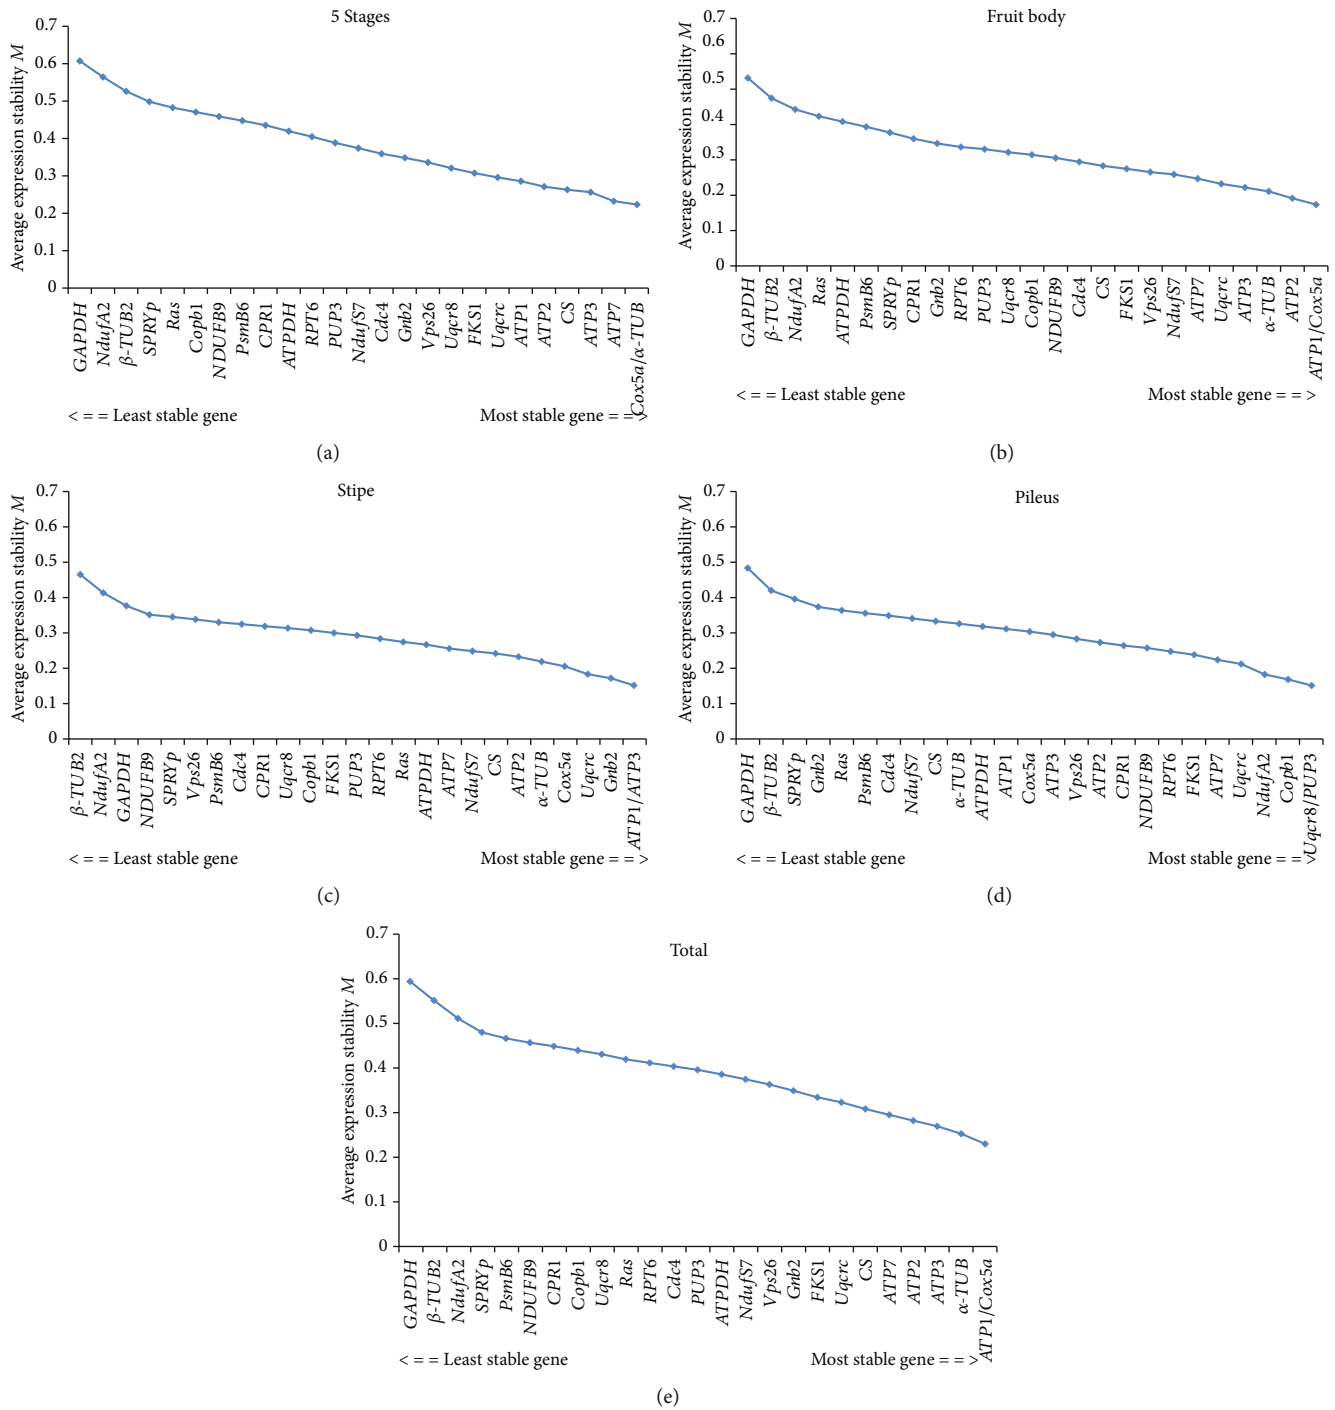 5 Stages
Average expression stability M
0.7
0.6
0.5
0.4
0.3
0.2
0.1
0
GAPDH
NdufA2
β-TUB2
SPRYp
Ras
Copb1
NDUFB9
PsmB6
CPR1
ATPDH
RPT6
PUP3
NdufS7
Cdc4
Gnb2
Vps26
Uqcr8
FKS1
Uqcrc
ATP1
ATP2
CS
ATP3
ATP7
Cox5a/α-TUB
< = = Least stable gene
Most stable gene = = >
(a)
Fruit body
Average expression stability M
0.7
0.6
0.5
0.4
0.3
0.2
0.1
0
GAPDH
β-TUB2
NdufA2
Ras
ATPDH
PsmB6
SPRYp
CPR1
Gnb2
RPT6
PUP3
Uqcr8
Copb1
NDUFB9
Cdc4
CS
FKS1
Vps26
NdufS7
ATP7
Uqcrc
ATP3
α-TUB
ATP2
ATP1/Cox5a
< = = Least stable gene
Most stable gene = = >
(b)
Stipe
Average expression stability M
0.7
0.6
0.5
0.4
0.3
0.2
0.1
0
β-TUB2
NdufA2
GAPDH
NDUFB9
SPRYp
Vps26
PsmB6
Cdc4
CPR1
Uqcr8
Copb1
FKS1
PUP3
RPT6
Ras
ATPDH
ATP7
NdufS7
CS
ATP2
α-TUB
Cox5a
Uqcrc
Gnb2
ATP1/ATP3
< = = Least stable gene
Most stable gene = = >
(c)
Pileus
Average expression stability M
0.7
0.6
0.5
0.4
0.3
0.2
0.1
0
GAPDH
β-TUB2
SPRYp
Gnb2
Ras
PsmB6
Cdc4
NdufS7
CS
α-TUB
ATPDH
ATP1
Cox5a
ATP3
Vps26
ATP2
CPR1
NDUFB9
RPT6
FKS1
ATP7
Uqcrc
NdufA2
Copb1
Uqcr8/PUP3
< = = Least stable gene
Most stable gene = = >
(d)
Total
Average expression stability M
0.7
0.6
0.5
0.4
0.3
0.2
0.1
0
GAPDH
β-TUB2
NdufA2
SPRYp
PsmB6
NDUFB9
CPR1
Copb1
Uqcr8
Ras
RPT6
Cdc4
PUP3
ATPDH
NdufS7
Vps26
Gnb2
FKS1
Uqcrc
CS
ATP7
ATP2
ATP3
α-TUB
ATP1/Cox5a
< = = Least stable gene
Most stable gene = = >
(e)